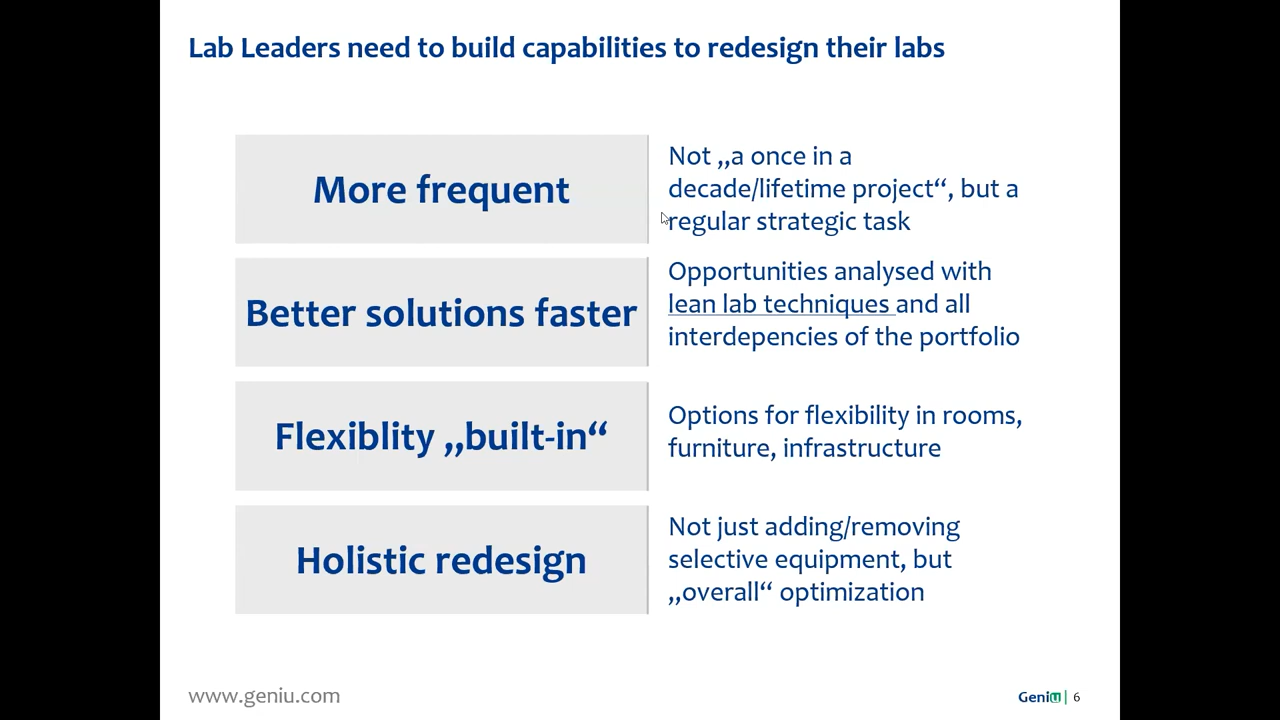 Lab Leaders need to build capabilities to redesign their labs
More frequent
Not „a once in a
decade/lifetime project“, but a
regular strategic task
Better solutions faster
Opportunities analysed with
lean lab techniques and all
interdepencies of the portfolio
Flexiblity „built-in“
Options for flexibility in rooms,
furniture, infrastructure
Holistic redesign
Not just adding/removing
selective equipment, but
„overall“ optimization
www.geniu.com
Geniu | 6